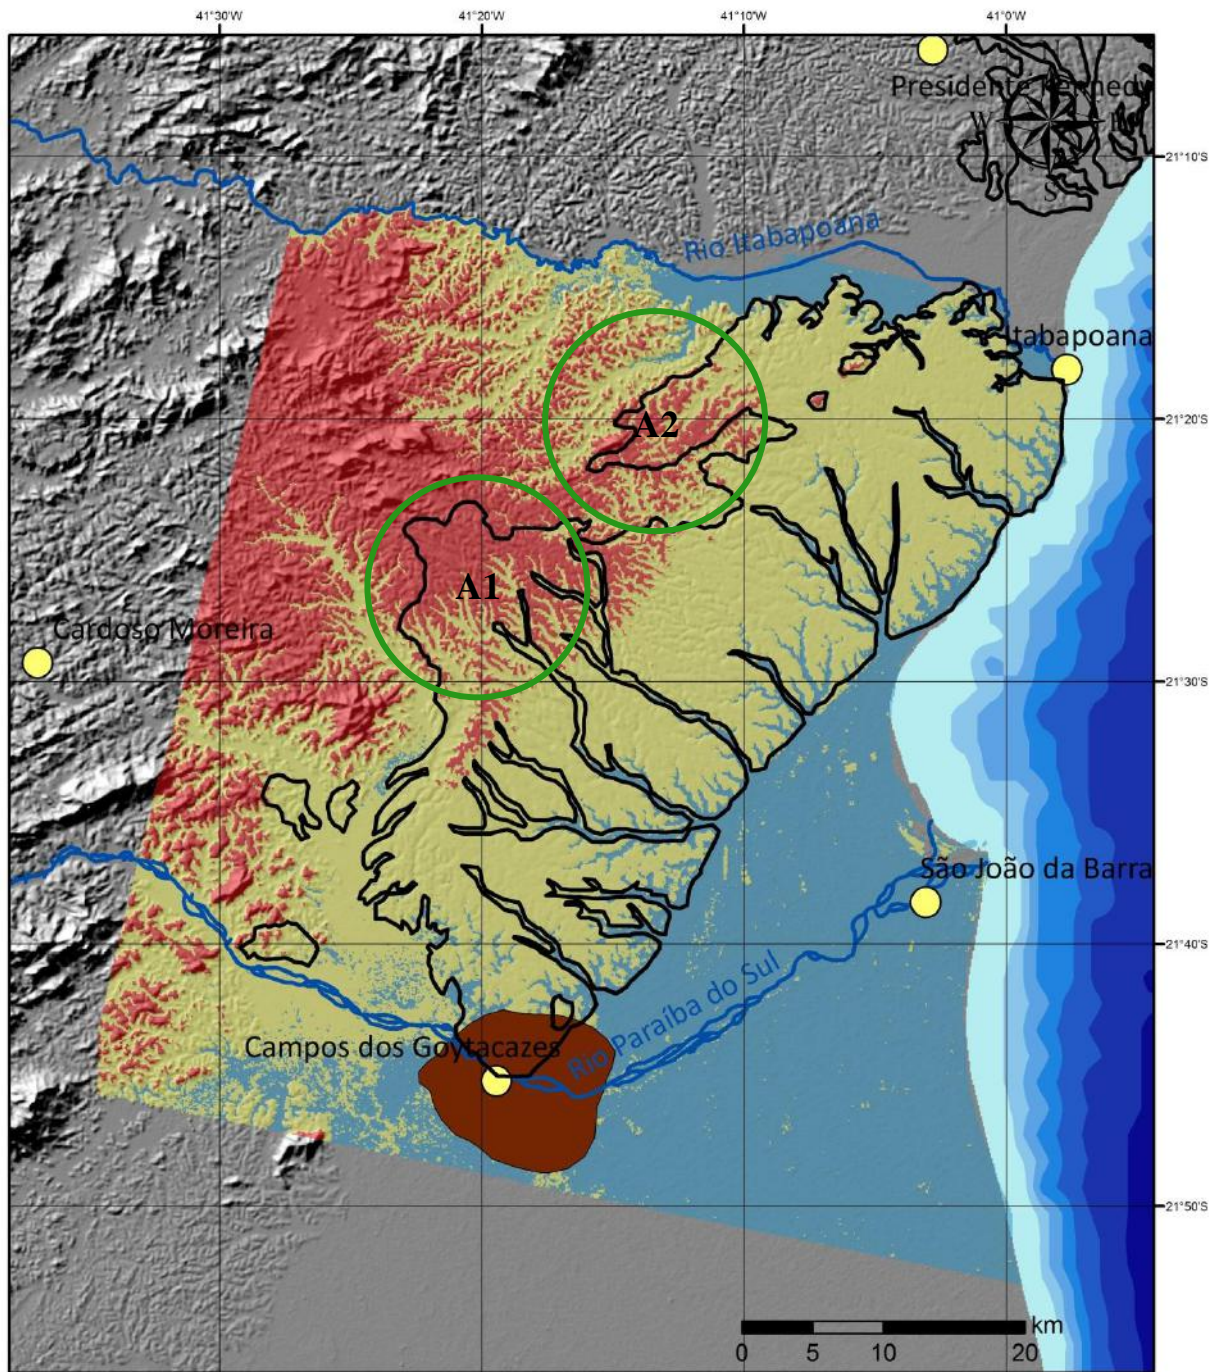 41°30'W 41°20'W 41°10'W 41°0'W
Presidente Kennedy
W
S
21°10'S
Rio Itabapoana
Itabapoana
A2
21°20'S
A1
Cardoso Moreira
21°30'S
São João da Barra
21°40'S
Rio Paraíba do Sul
Campos dos Goytacazes
21°50'S
km
0 5 10 20